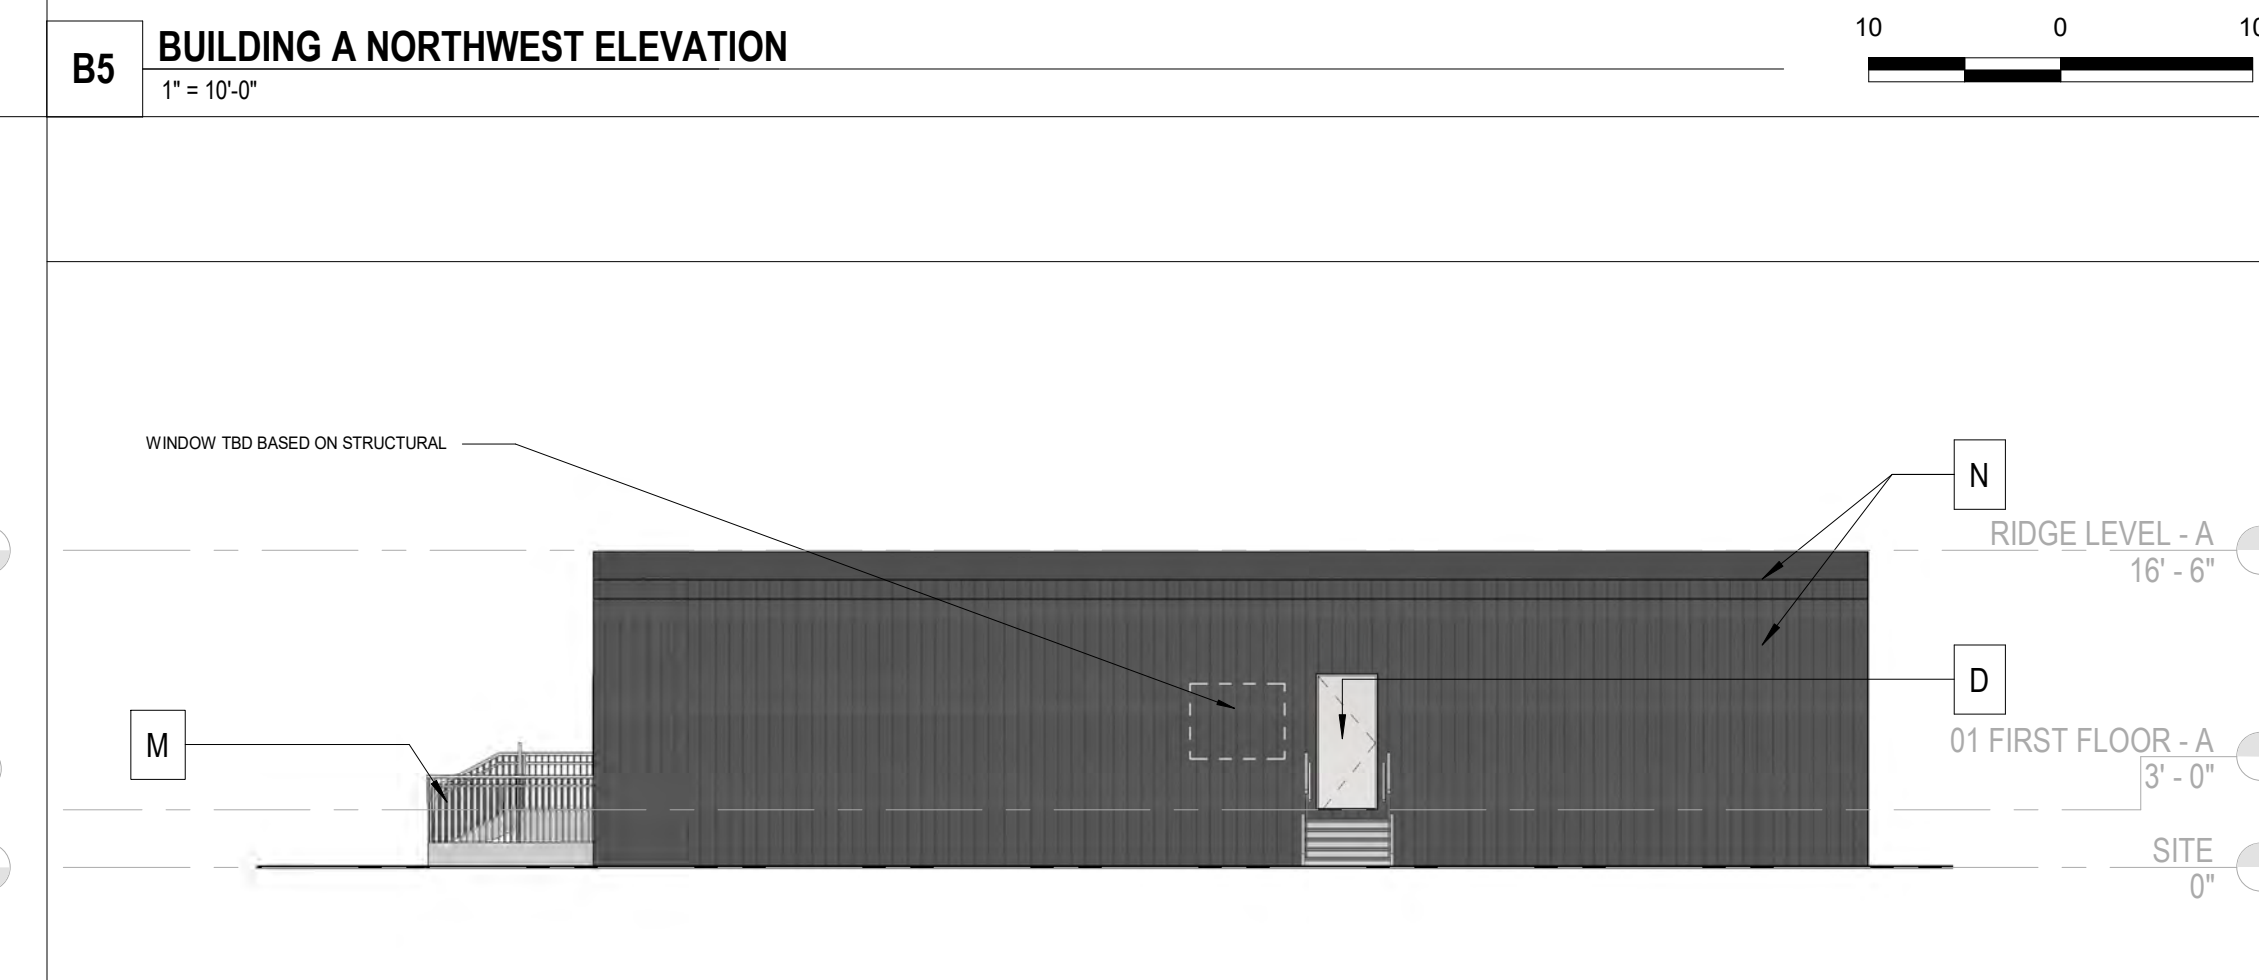 B5
BUILDING A NORTHWEST ELEVATION
1" = 10'-0"
10 0 10
WINDOW TBD BASED ON STRUCTURAL
N
RIDGE LEVEL - A
16' - 6"
D
M
01 FIRST FLOOR - A
3' - 0"
SITE
0"